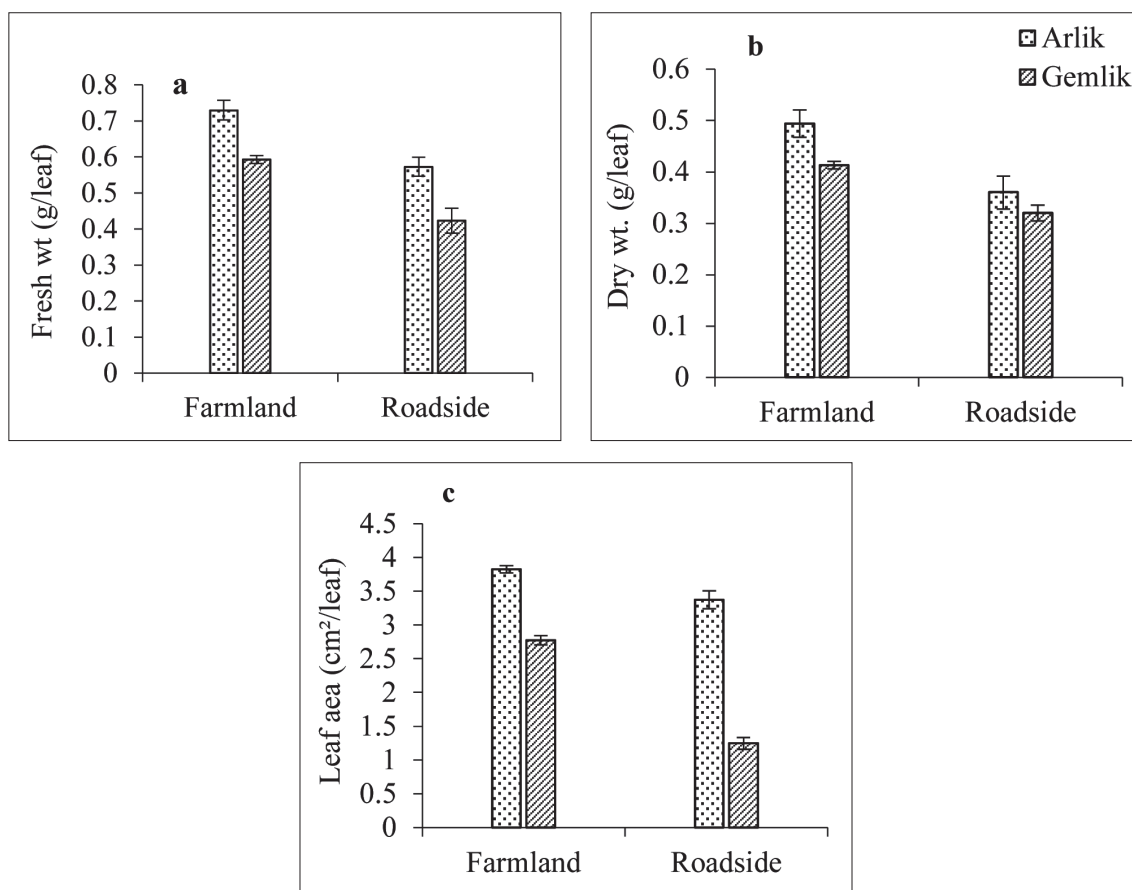 a
Fresh wt (g/leaf)
0.8
0.7
0.6
0.5
0.4
0.3
0.2
0.1
0
Farmland Roadside
b
Arlik
Gemlik
Dry wt. (g/leaf)
0.6
0.5
0.4
0.3
0.2
0.1
0
Farmland Roadside
c
Leaf aea (cm²/leaf)
4.5
4
3.5
3
2.5
2
1.5
1
0.5
0
Farmland Roadside